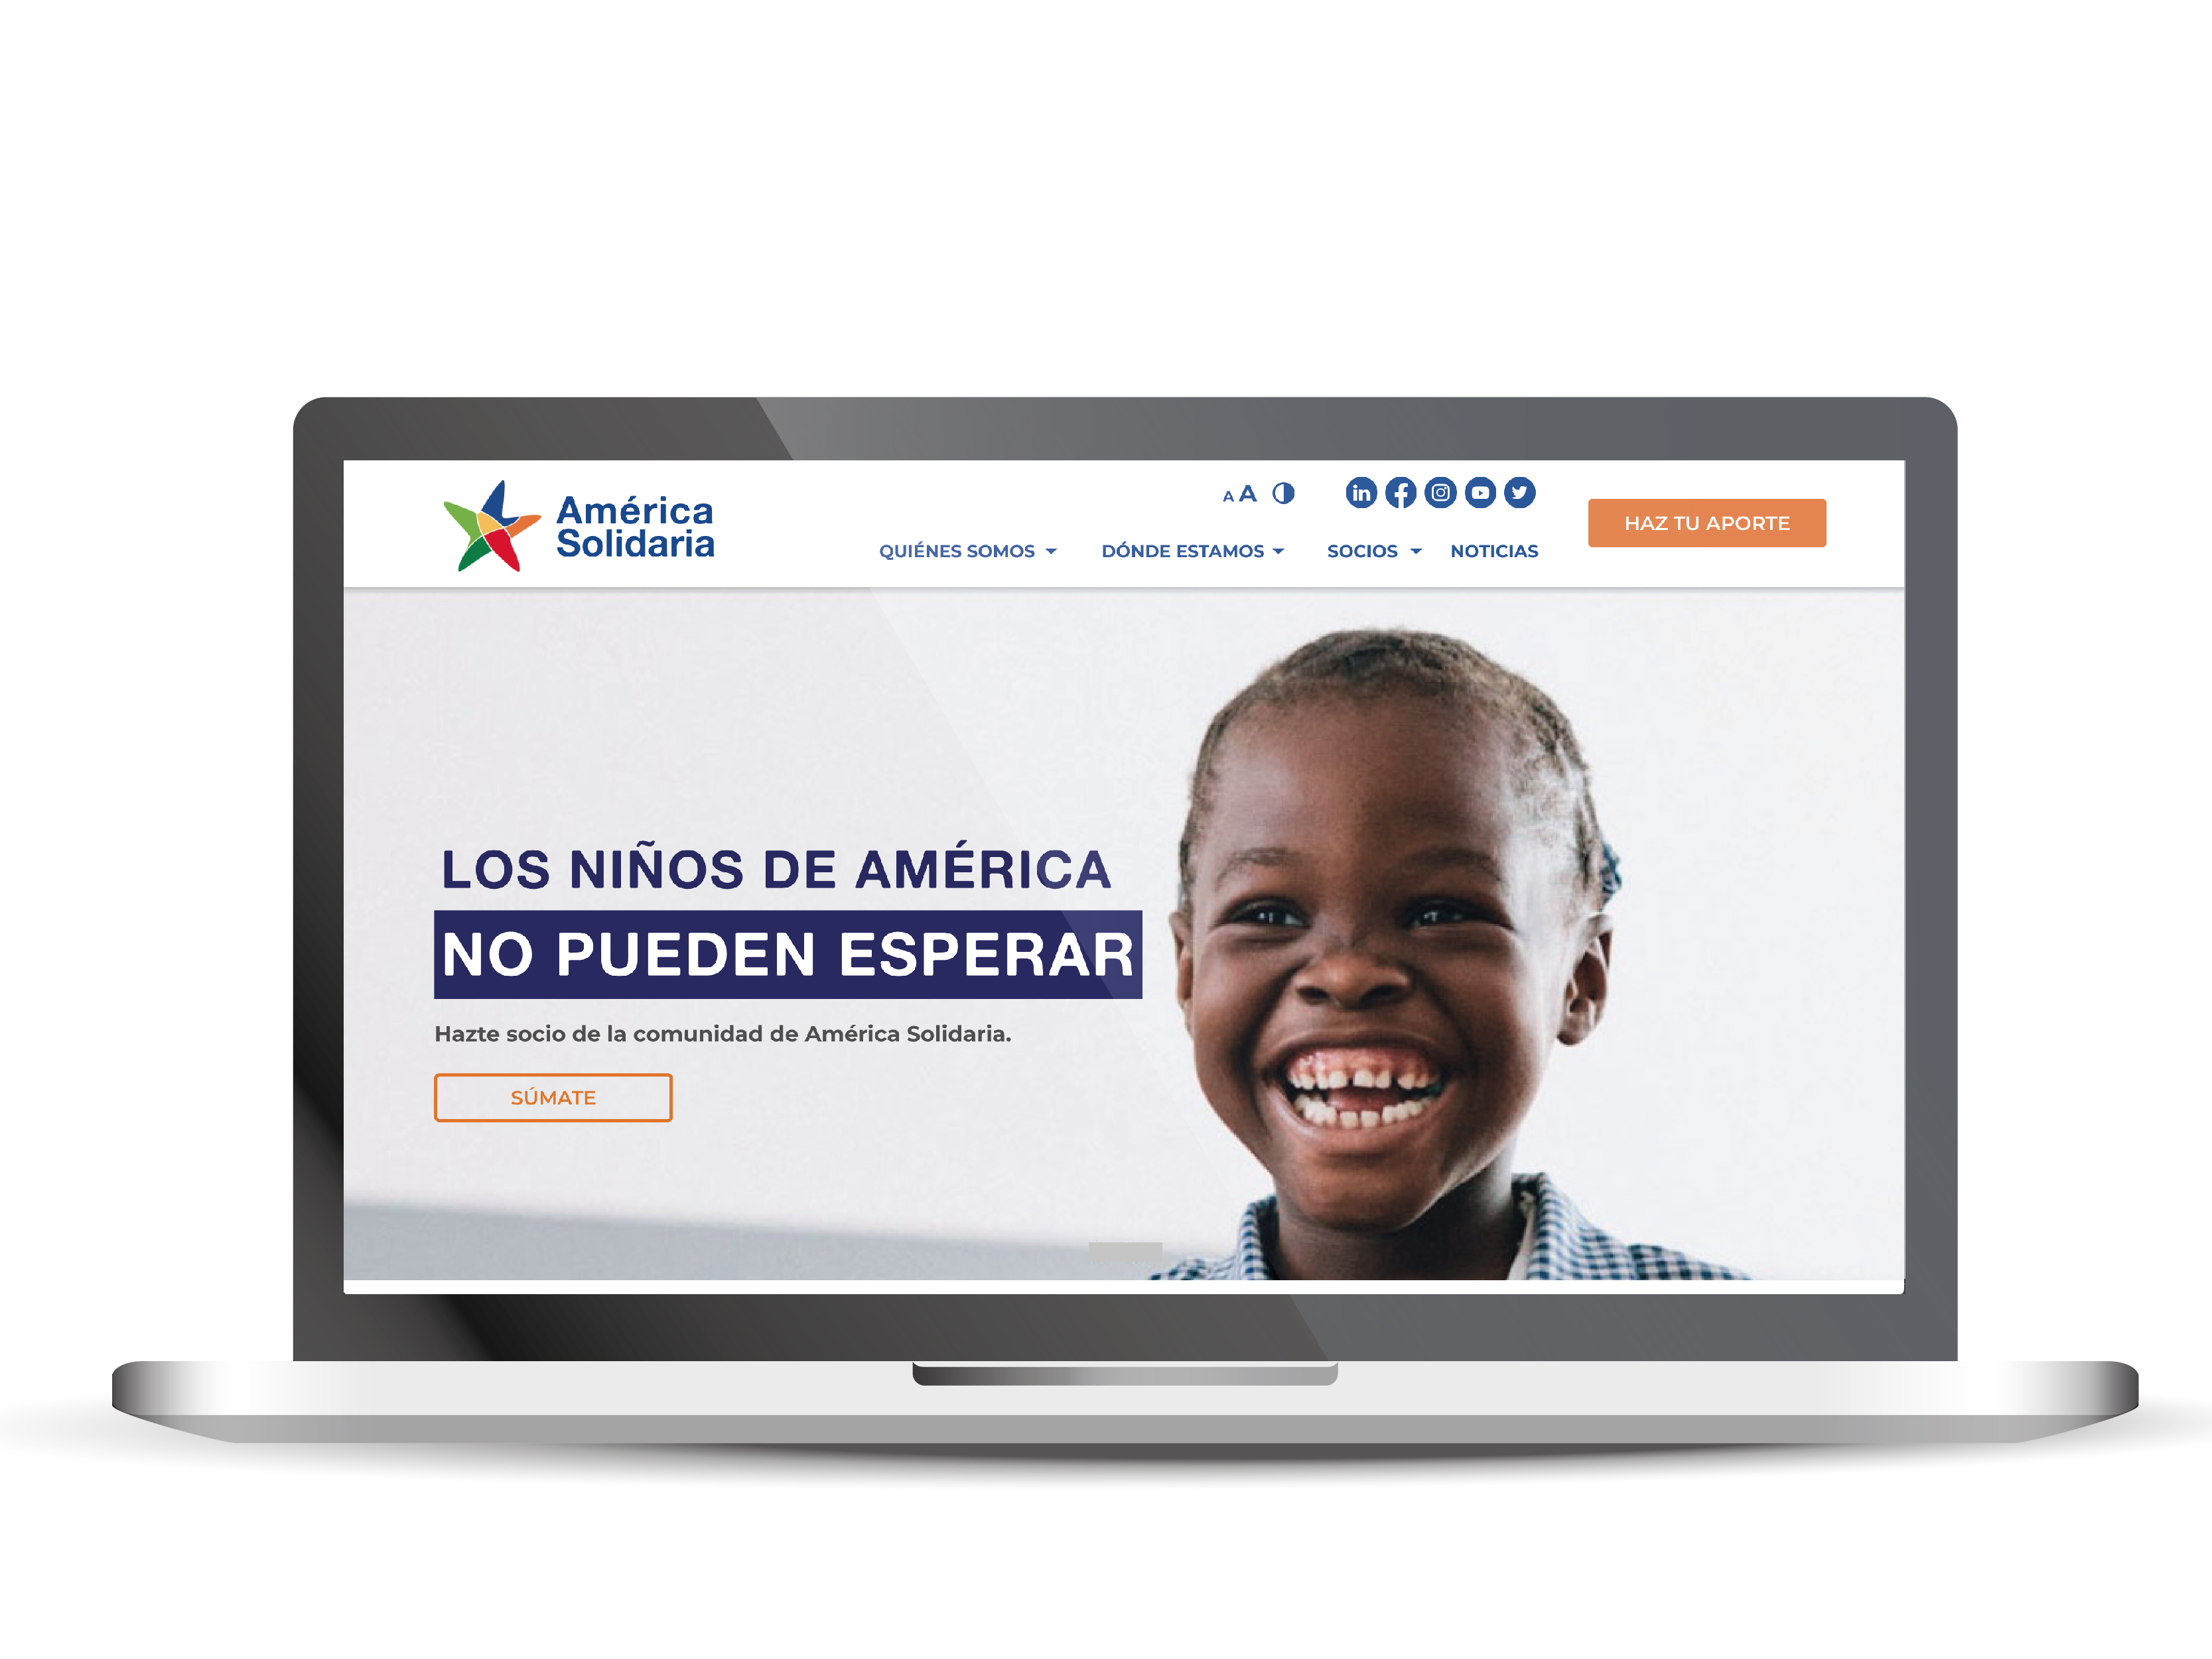 América
Solidaria
A A
QUIÉNES SOMOS
DÓNDE ESTAMOS
SOCIOS
NOTICIAS
HAZ TU APORTE
LOS NIÑOS DE AMÉRICA
NO PUEDEN ESPERAR
Hazte socio de la comunidad de América Solidaria.
SÚMATE